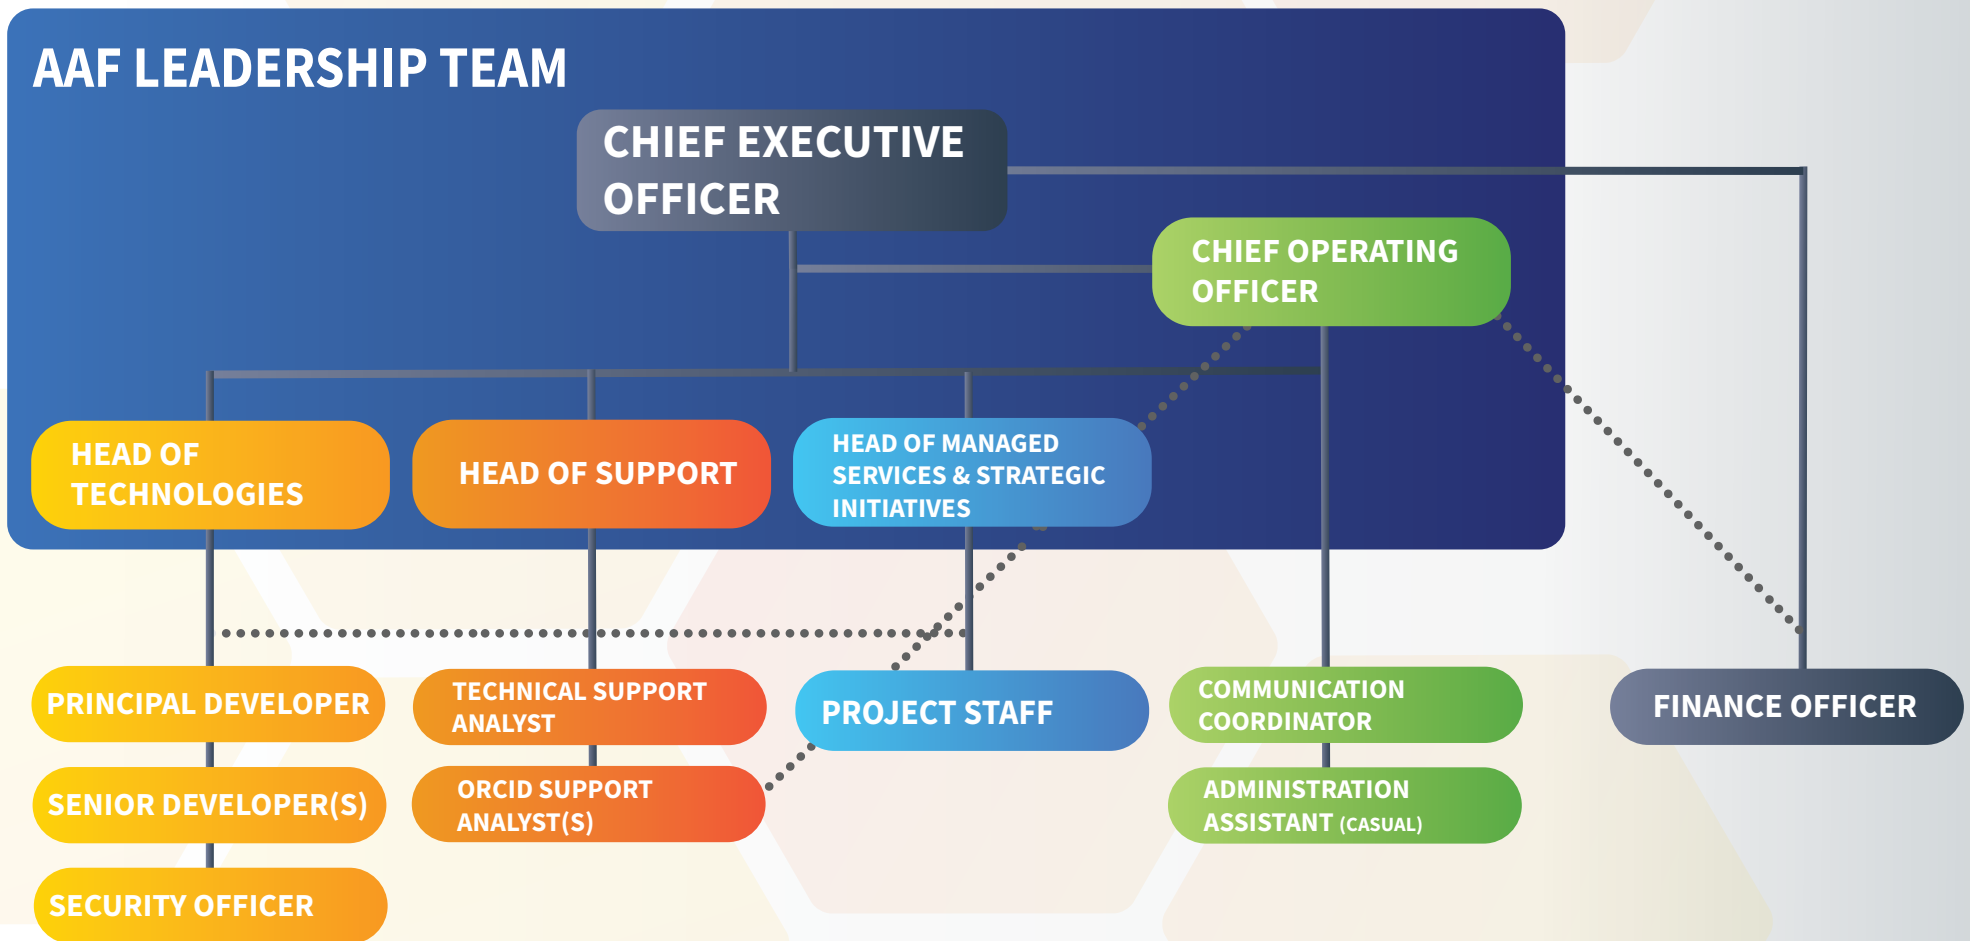 AAF LEADERSHIP TEAM
CHIEF EXECUTIVE
OFFICER
CHIEF OPERATING
OFFICER
HEAD OF
TECHNOLOGIES
HEAD OF SUPPORT
HEAD OF MANAGED
SERVICES & STRATEGIC
INITIATIVES
PRINCIPAL DEVELOPER
TECHNICAL SUPPORT
ANALYST
PROJECT STAFF
COMMUNICATION
COORDINATOR
FINANCE OFFICER
SENIOR DEVELOPER(S)
ORCID SUPPORT
ANALYST(S)
ADMINISTRATION
ASSISTANT (CASUAL)
SECURITY OFFICER